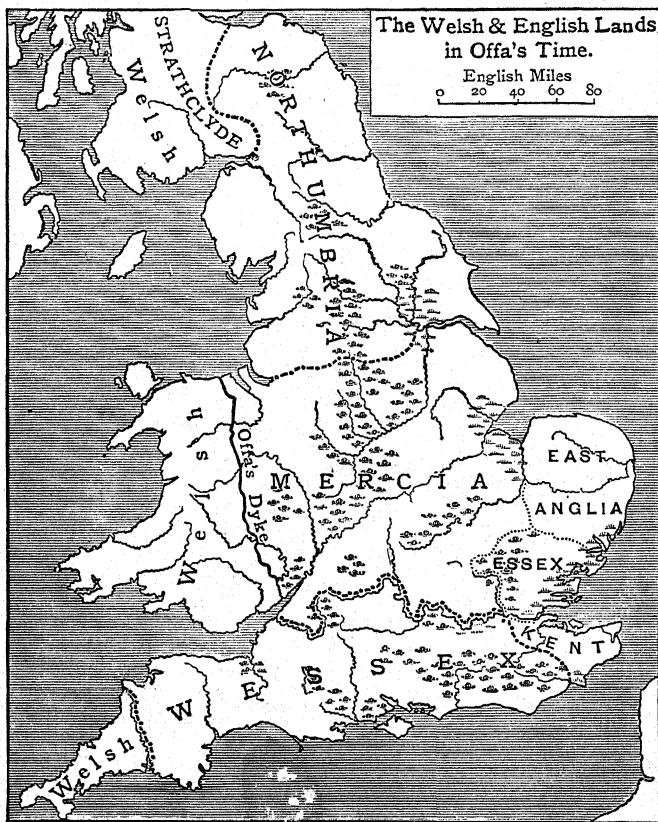 The Welsh & English Lands
in Offa's Time.
English Miles
0 20 40 60 80
STRATHCLYDE
Welsh
NORTHUMBRIA
Welsh
Offa's Dyke
MERCIA
EAST
ANGLIA
ESSEX
KENT
WESSEX
Welsh